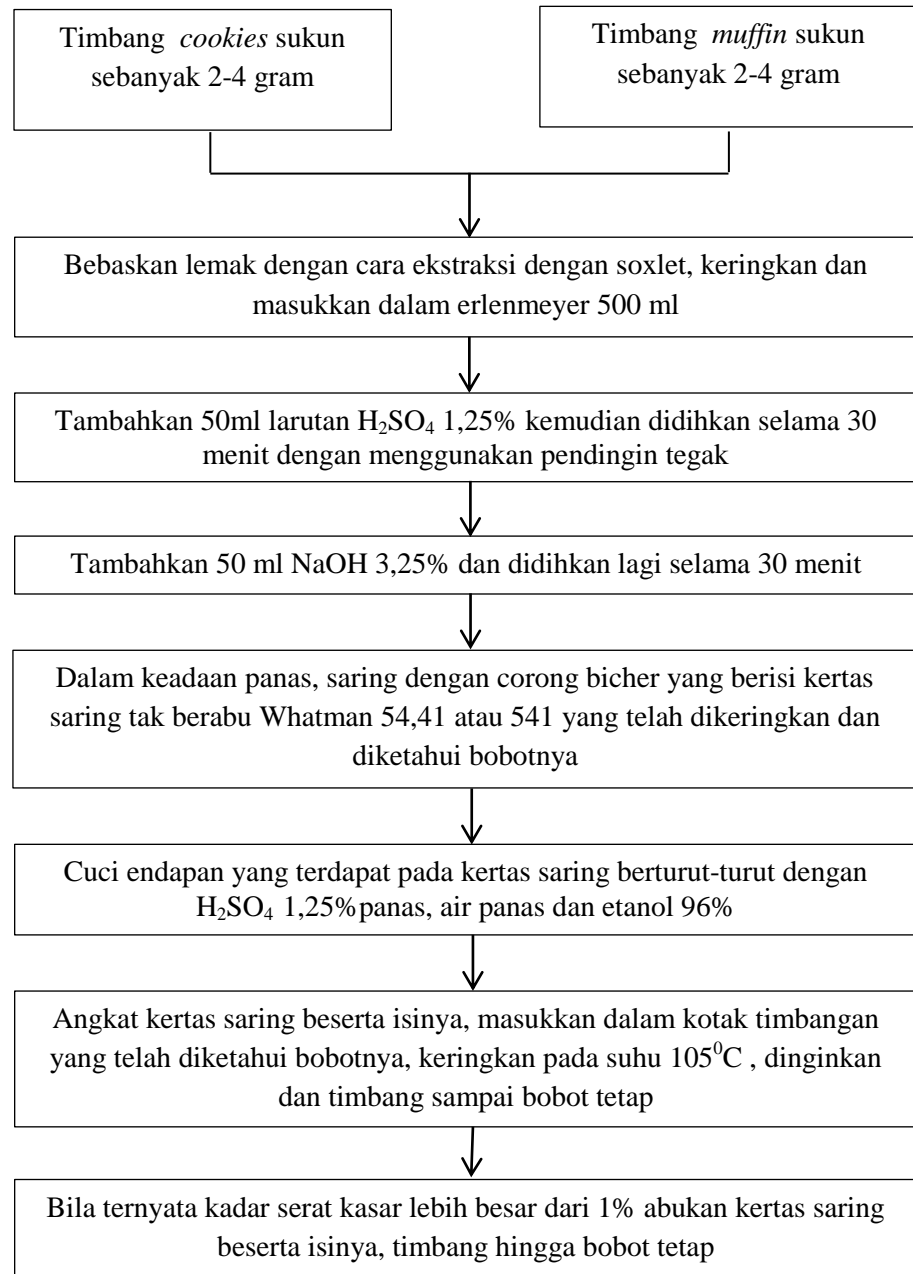 Timbang cookies sukun
sebanyak 2-4 gram
Timbang muffin sukun
sebanyak 2-4 gram
Bebaskan lemak dengan cara ekstraksi dengan soxlet, keringkan dan
masukkan dalam erlenmeyer 500 ml
Tambahkan 50ml larutan H₂SO₄ 1,25% kemudian didihkan selama 30
menit dengan menggunakan pendingin tegak
Tambahkan 50 ml NaOH 3,25% dan didihkan lagi selama 30 menit
Dalam keadaan panas, saring dengan corong bicher yang berisi kertas
saring tak berabu Whatman 54,41 atau 541 yang telah dikeringkan dan
diketahui bobotnya
Cuci endapan yang terdapat pada kertas saring berturut-turut dengan
H₂SO₄ 1,25%panas, air panas dan etanol 96%
Angkat kertas saring beserta isinya, masukkan dalam kotak timbangan
yang telah diketahui bobotnya, keringkan pada suhu 105⁰C , dinginkan
dan timbang sampai bobot tetap
Bila ternyata kadar serat kasar lebih besar dari 1% abukan kertas saring
beserta isinya, timbang hingga bobot tetap